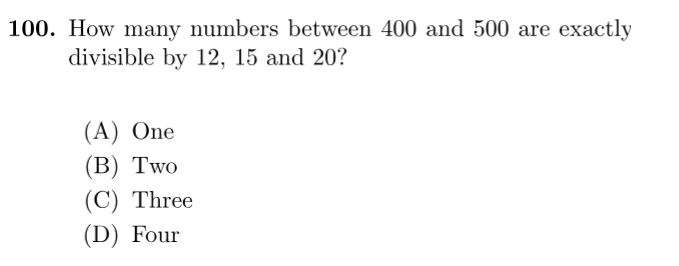 100. How many numbers between 400 and 500 are exactly
divisible by 12, 15 and 20?
(A) One
(B) Two
(C) Three
(D) Four